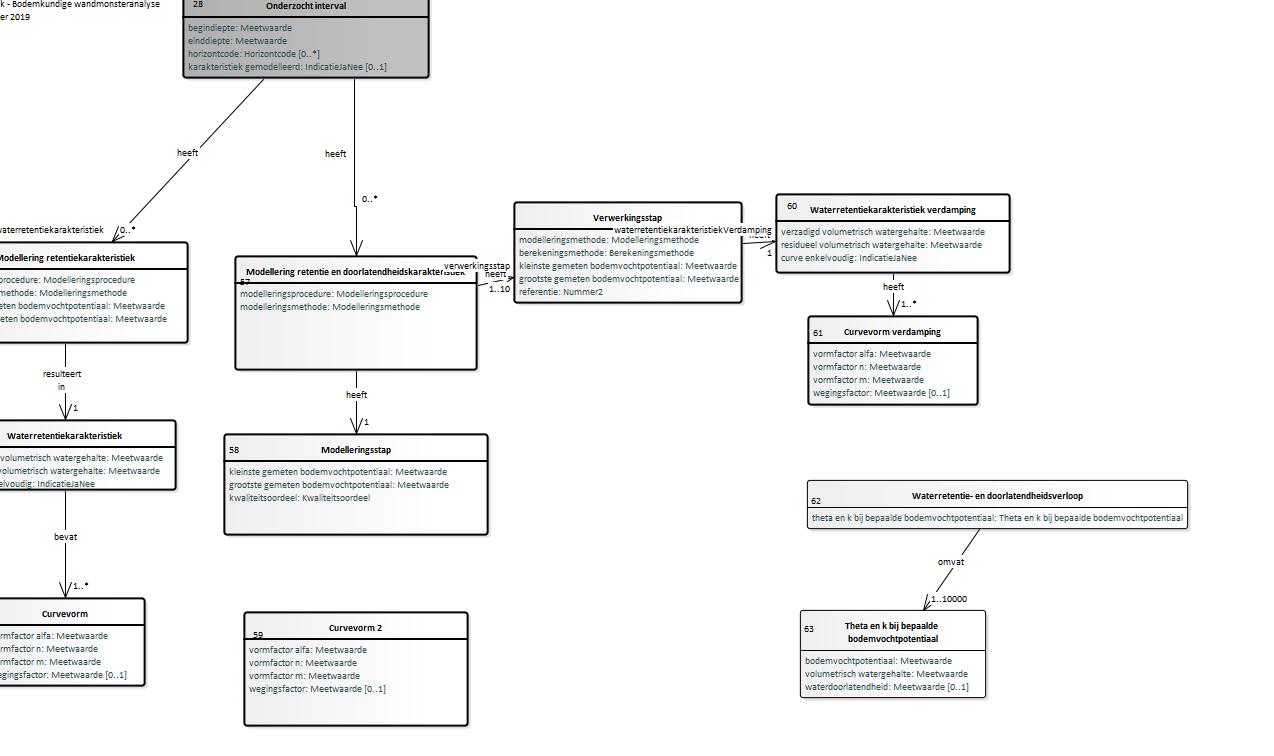 k - Bodemkundige wandmonsteranalyse
er 2019
28
Onderzocht interval
begindiepte: Meetwaarde
einddiepte: Meetwaarde
horizontcode: Horizontcode [0..*]
karakteristiek gemodelleerd: IndicatieJaNee [0..1]
heeft
heeft
0..*
waterretentiekarakteristiek
0..*
Modellering retentiekarakteristiek
procedure: Modelleringsprocedure
methode: Modelleringsmethode
eten bodemvochtpotentiaal: Meetwaarde
eten bodemvochtpotentiaal: Meetwaarde
Modellering retentie en doorlatendheidskarakteristiek
57
modelleringsprocedure: Modelleringsprocedure
modelleringsmethode: Modelleringsmethode
verwerkingsstap
heeft
1..10
Verwerkingsstap
modelleringsmethode: Modelleringsmethode
berekeningsmethode: Berekeningsmethode
kleinste gemeten bodemvochtpotentiaal: Meetwaarde
grootste gemeten bodemvochtpotentiaal: Meetwaarde
referentie: Nummer2
waterretentiekarakteristiekVerdamping
heeft
1
60
Waterretentiekarakteristiek verdamping
verzadigd volumetrisch watergehalte: Meetwaarde
residueel volumetrisch watergehalte: Meetwaarde
curve enkelvoudig: IndicatieJaNee
heeft
1..*
61
Curvevorm verdamping
vormfactor alfa: Meetwaarde
vormfactor n: Meetwaarde
vormfactor m: Meetwaarde
wegingsfactor: Meetwaarde [0..1]
resulteert
in
1
heeft
1
Waterretentiekarakteristiek
volumetrisch watergehalte: Meetwaarde
volumetrisch watergehalte: Meetwaarde
elvoudig: IndicatieJaNee
58
Modelleringsstap
kleinste gemeten bodemvochtpotentiaal: Meetwaarde
grootste gemeten bodemvochtpotentiaal: Meetwaarde
kwaliteitsoordeel: Kwaliteitsoordeel
62
Waterretentie- en doorlatendheidsverloop
theta en k bij bepaalde bodemvochtpotentiaal: Theta en k bij bepaalde bodemvochtpotentiaal
bevat
1..*
omvat
1..10000
Curvevorm
rmfactor alfa: Meetwaarde
rmfactor n: Meetwaarde
rmfactor m: Meetwaarde
egingsfactor: Meetwaarde [0..1]
59
Curvevorm 2
vormfactor alfa: Meetwaarde
vormfactor n: Meetwaarde
vormfactor m: Meetwaarde
wegingsfactor: Meetwaarde [0..1]
63
Theta en k bij bepaalde
bodemvochtpotentiaal
bodemvochtpotentiaal: Meetwaarde
volumetrisch watergehalte: Meetwaarde
waterdoorlatendheid: Meetwaarde [0..1]